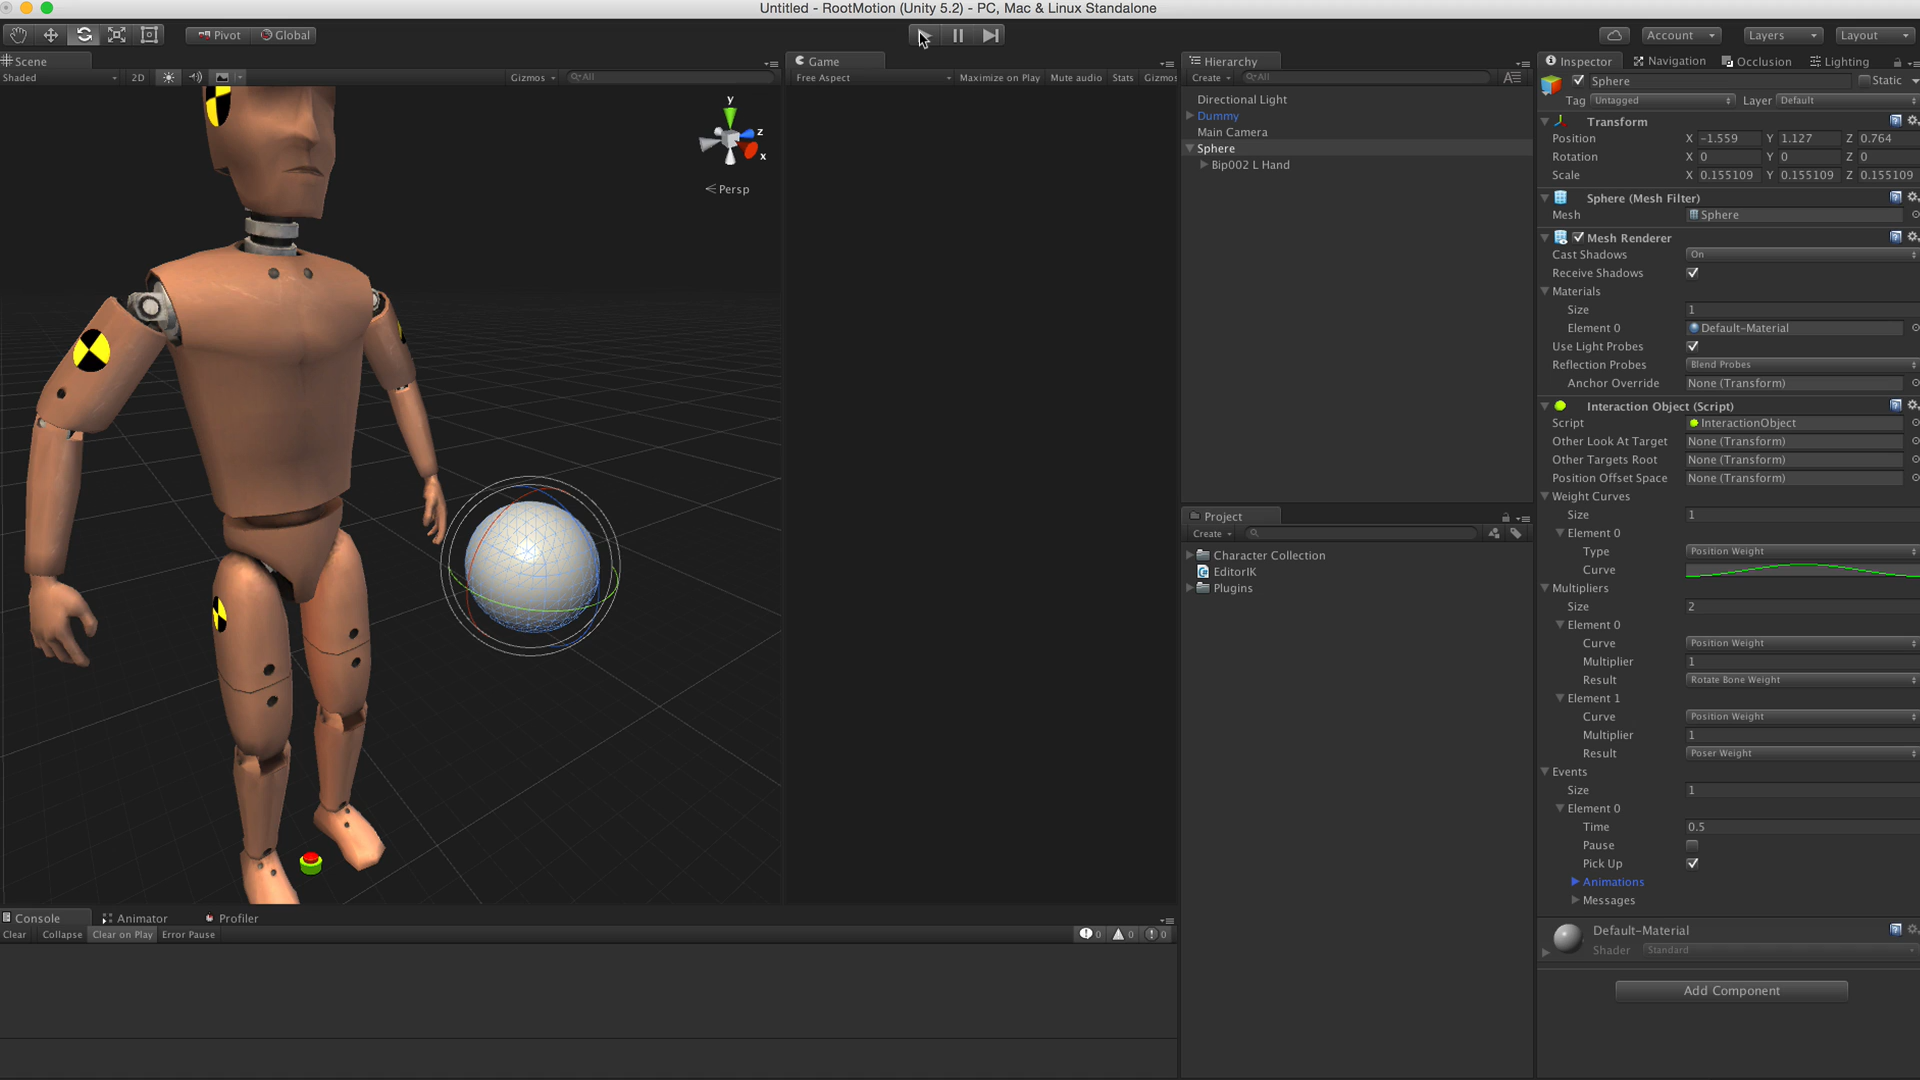 Untitled - RootMotion (Unity 5.2) - PC, Mac & Linux Standalone
Pivot Global
Account Layers Layout
Scene
Shaded 2D Gizmos All
y
z
x
Persp
Game
Free Aspect Maximize on Play Mute audio Stats Gizmos
Hierarchy
Create All
Directional Light
Dummy
Main Camera
Sphere
Bip002 L Hand
Project
Create
Character Collection
EditorIK
Plugins
Console Animator Profiler
Clear Collapse Clear on Play Error Pause 0 0 0
Inspector Navigation Occlusion Lighting
Sphere Static
Tag Untagged Layer Default
Transform
Position X -1.559 Y 1.127 Z 0.764
Rotation X 0 Y 0 Z 0
Scale X 0.155109 Y 0.155109 Z 0.155109
Sphere (Mesh Filter)
Mesh Sphere
Mesh Renderer
Cast Shadows On
Receive Shadows
Materials
Size 1
Element 0 Default-Material
Use Light Probes
Reflection Probes Blend Probes
Anchor Override None (Transform)
Interaction Object (Script)
Script InteractionObject
Other Look At Target None (Transform)
Other Targets Root None (Transform)
Position Offset Space None (Transform)
Weight Curves
Size 1
Element 0
Type Position Weight
Curve
Multipliers
Size 2
Element 0
Curve Position Weight
Multiplier 1
Result Rotate Bone Weight
Element 1
Curve Position Weight
Multiplier 1
Result Poser Weight
Events
Size 1
Element 0
Time 0.5
Pause
Pick Up
Animations
Messages
Default-Material
Shader Standard
Add Component